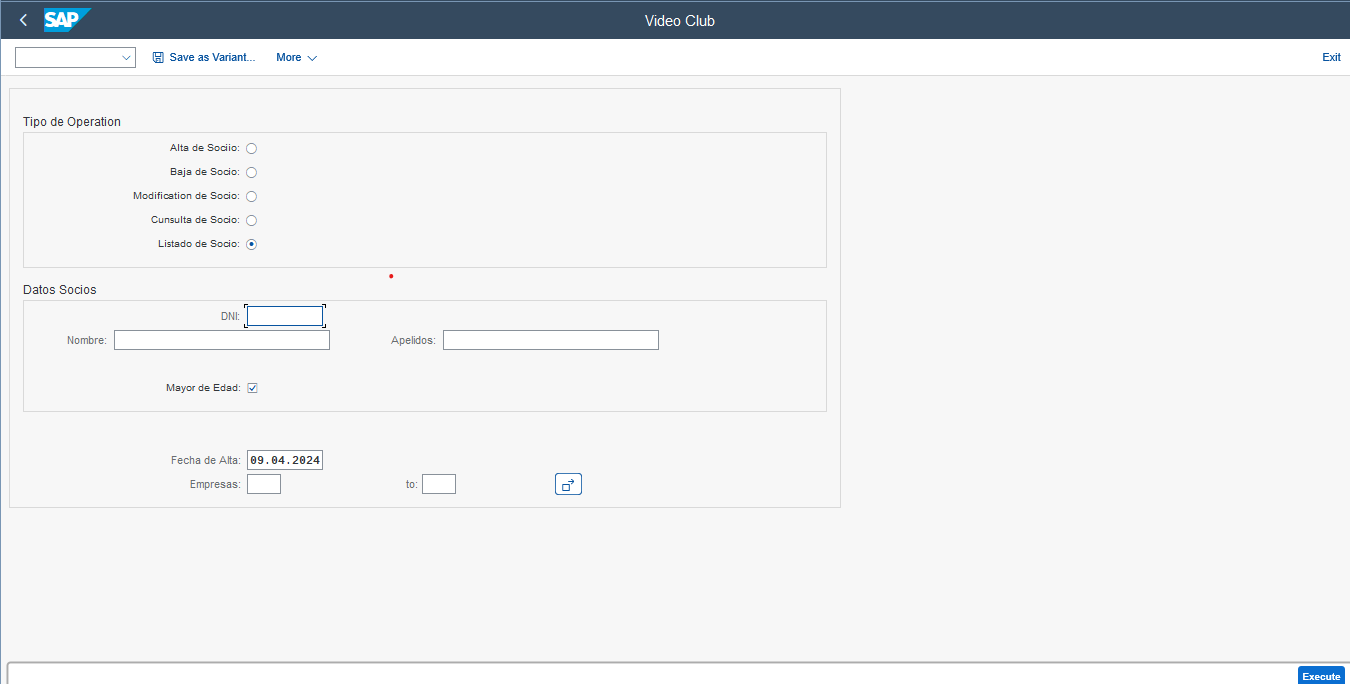 SAP Video Club
Save as Variant... More Exit
Tipo de Operation
Alta de Sociio:
Baja de Socio:
Modification de Socio:
Cunsulta de Socio:
Listado de Socio:
Datos Socios
DNI:
Nombre: Apelidos:
Mayor de Edad:
Fecha de Alta: 09.04.2024
Empresas: to:
Execute